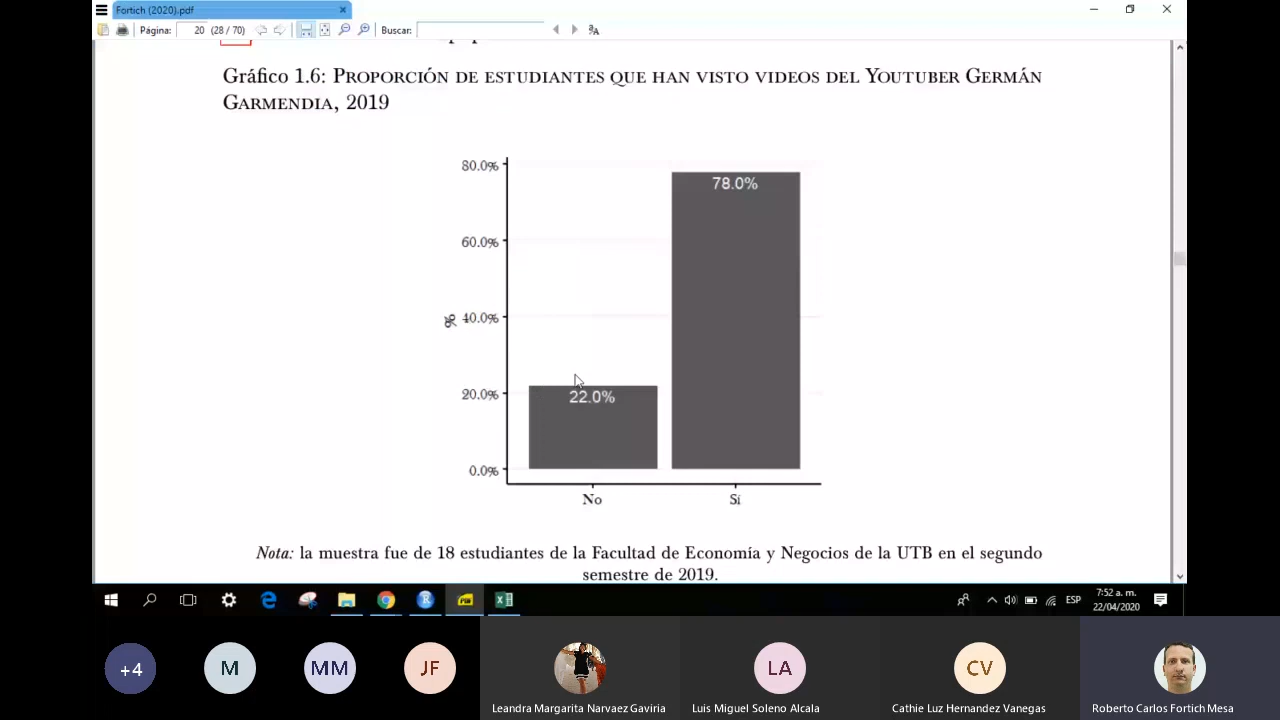 Fortich (2020).pdf
Página: 20 (28 / 70) Buscar:
Gráfico 1.6: Proporción de estudiantes que han visto videos del Youtuber Germán
Garmendia, 2019
80.0%
78.0%
60.0%
%
40.0%
20.0%
22.0%
0.0%
No Sí
Nota: la muestra fue de 18 estudiantes de la Facultad de Economía y Negocios de la UTB en el segundo
semestre de 2019.
ESP
7:52 a. m.
22/04/2020
+4
M
MM
JF
LA
CV
Leandra Margarita Narvaez Gaviria
Luis Miguel Soleno Alcala
Cathie Luz Hernandez Vanegas
Roberto Carlos Fortich Mesa